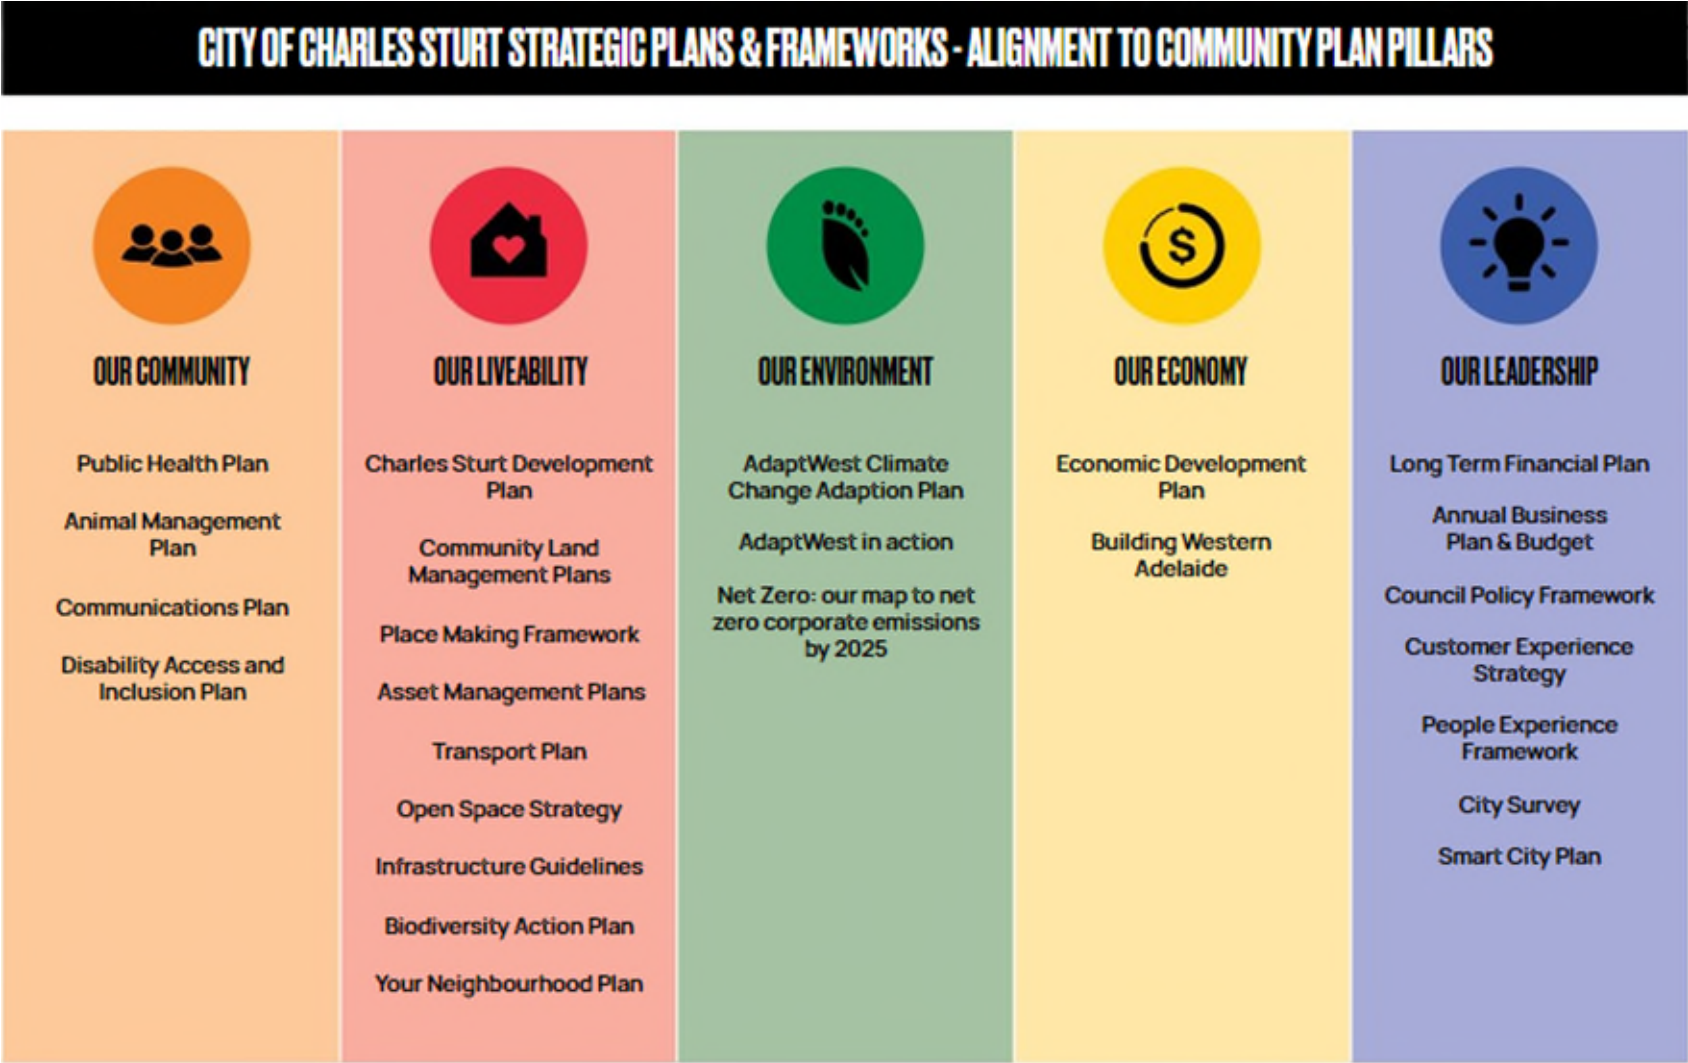 CITY OF CHARLES STURT STRATEGIC PLANS & FRAMEWORKS - ALIGNMENT TO COMMUNITY PLAN PILLARS
OUR COMMUNITY
Public Health Plan
Animal Management
Plan
Communications Plan
Disability Access and
Inclusion Plan
OUR LIVEABILITY
Charles Sturt Development
Plan
Community Land
Management Plans
Place Making Framework
Asset Management Plans
Transport Plan
Open Space Strategy
Infrastructure Guidelines
Biodiversity Action Plan
Your Neighbourhood Plan
OUR ENVIRONMENT
AdaptWest Climate
Change Adaption Plan
AdaptWest in action
Net Zero: our map to net
zero corporate emissions
by 2025
$
OUR ECONOMY
Economic Development
Plan
Building Western
Adelaide
OUR LEADERSHIP
Long Term Financial Plan
Annual Business
Plan & Budget
Council Policy Framework
Customer Experience
Strategy
People Experience
Framework
City Survey
Smart City Plan